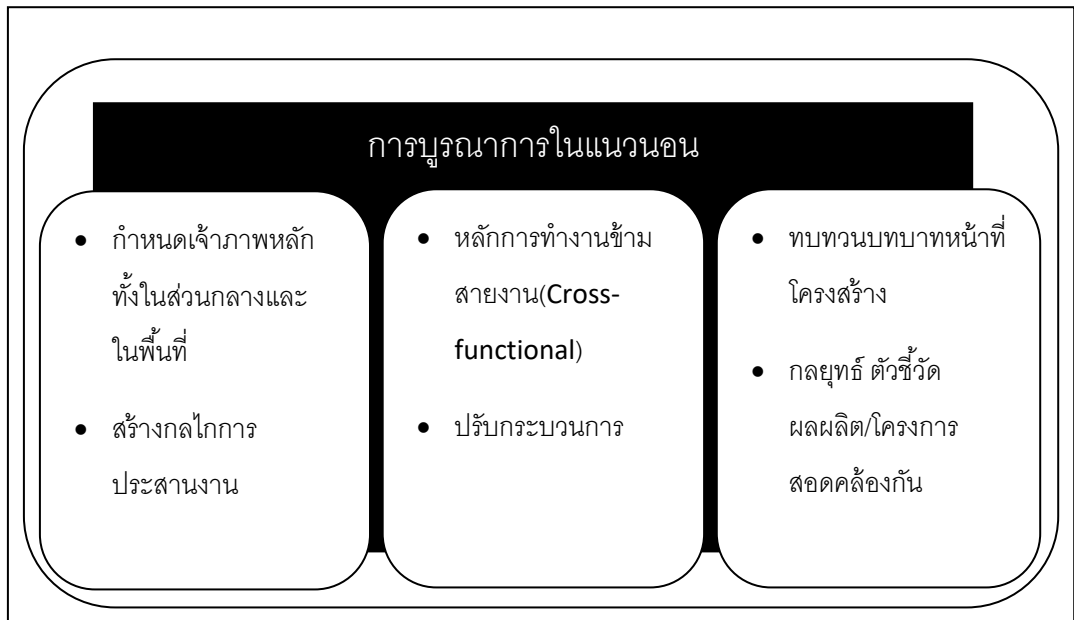 การบูรณาการในแนวนอน
• กำหนดเจ้าภาพหลัก
ทั้งในส่วนกลางและ
ในพื้นที่
• สร้างกลไกการ
ประสานงาน
• หลักการทำงานข้าม
สายงาน(Cross-
functional)
• ปรับกระบวนการ
• ทบทวนบทบาทหน้าที่
โครงสร้าง
• กลยุทธ์ ตัวชี้วัด
ผลผลิต/โครงการ
สอดคล้องกัน